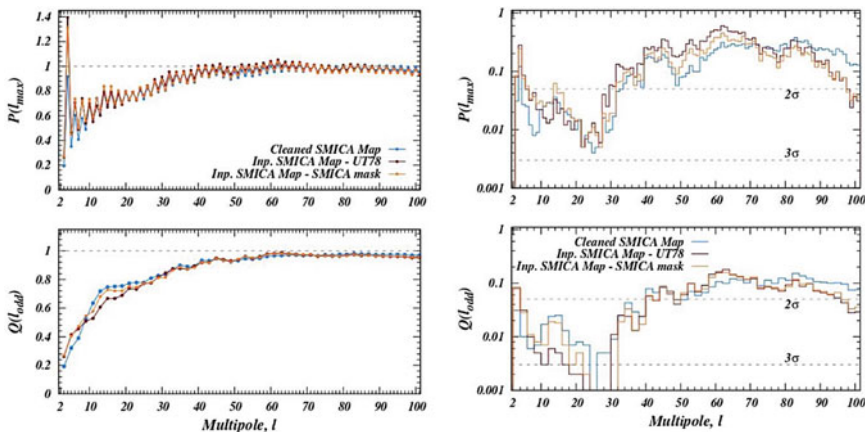 1.4
1.2
1
0.8
0.6
0.4
0.2
0
P(l_max)
Cleaned SMICA Map
Inp. SMICA Map - UT78
Inp. SMICA Map - SMICA mask
2 10 20 30 40 50 60 70 80 90 100
1
0.1
0.01
0.001
P(l_max)
2σ
3σ
2 10 20 30 40 50 60 70 80 90 100
1
0.8
0.6
0.4
0.2
0
Q(l_odd)
2 10 20 30 40 50 60 70 80 90 100
Multipole, l
1
0.1
0.01
0.001
Q(l_odd)
Cleaned SMICA Map
Inp. SMICA Map - UT78
Inp. SMICA Map - SMICA mask
2σ
3σ
2 10 20 30 40 50 60 70 80 90 100
Multipole, l